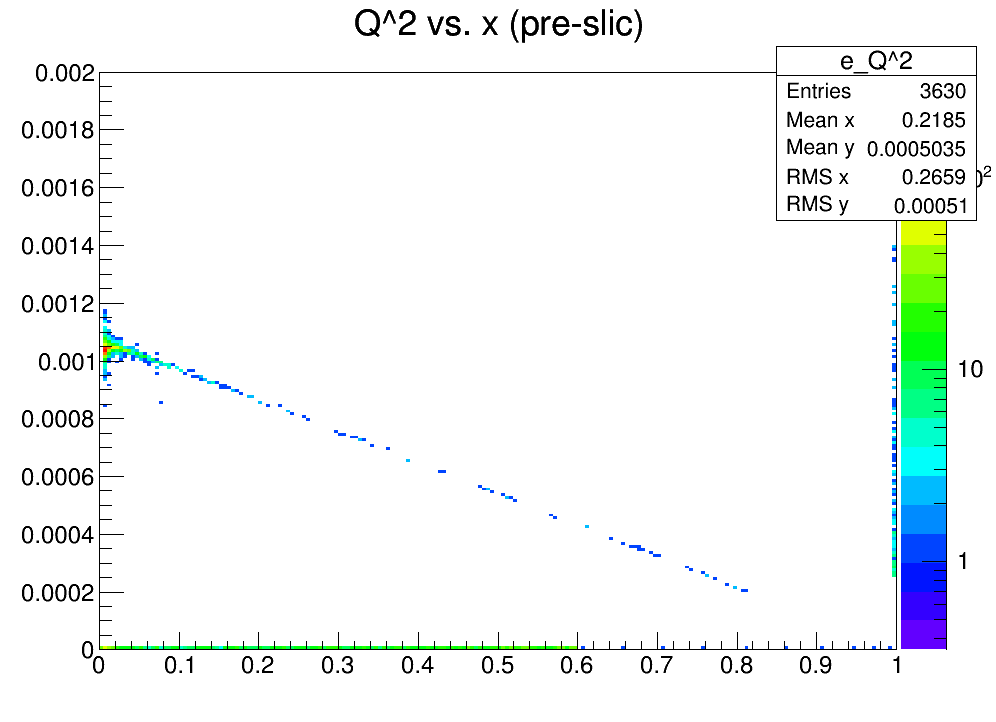 Q^2 vs. x (pre-slic)
e_Q^2
Entries 3630
Mean x 0.2185
Mean y 0.0005035
RMS x 0.2659
RMS y 0.00051
0.002
0.0018
0.0016
0.0014
0.0012
0.001
0.0008
0.0006
0.0004
0.0002
0
0 0.1 0.2 0.3 0.4 0.5 0.6 0.7 0.8 0.9 1
10
1